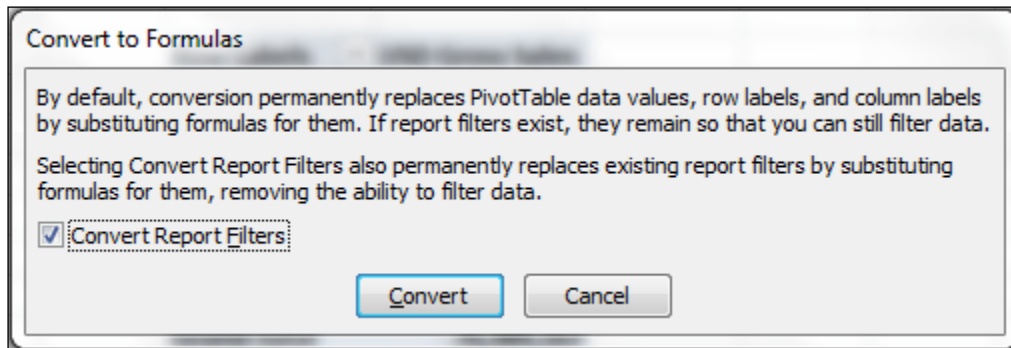 Convert to Formulas
By default, conversion permanently replaces PivotTable data values, row labels, and column labels
by substituting formulas for them. If report filters exist, they remain so that you can still filter data.
Selecting Convert Report Filters also permanently replaces existing report filters by substituting
formulas for them, removing the ability to filter data.
Convert Report Filters
Convert Cancel